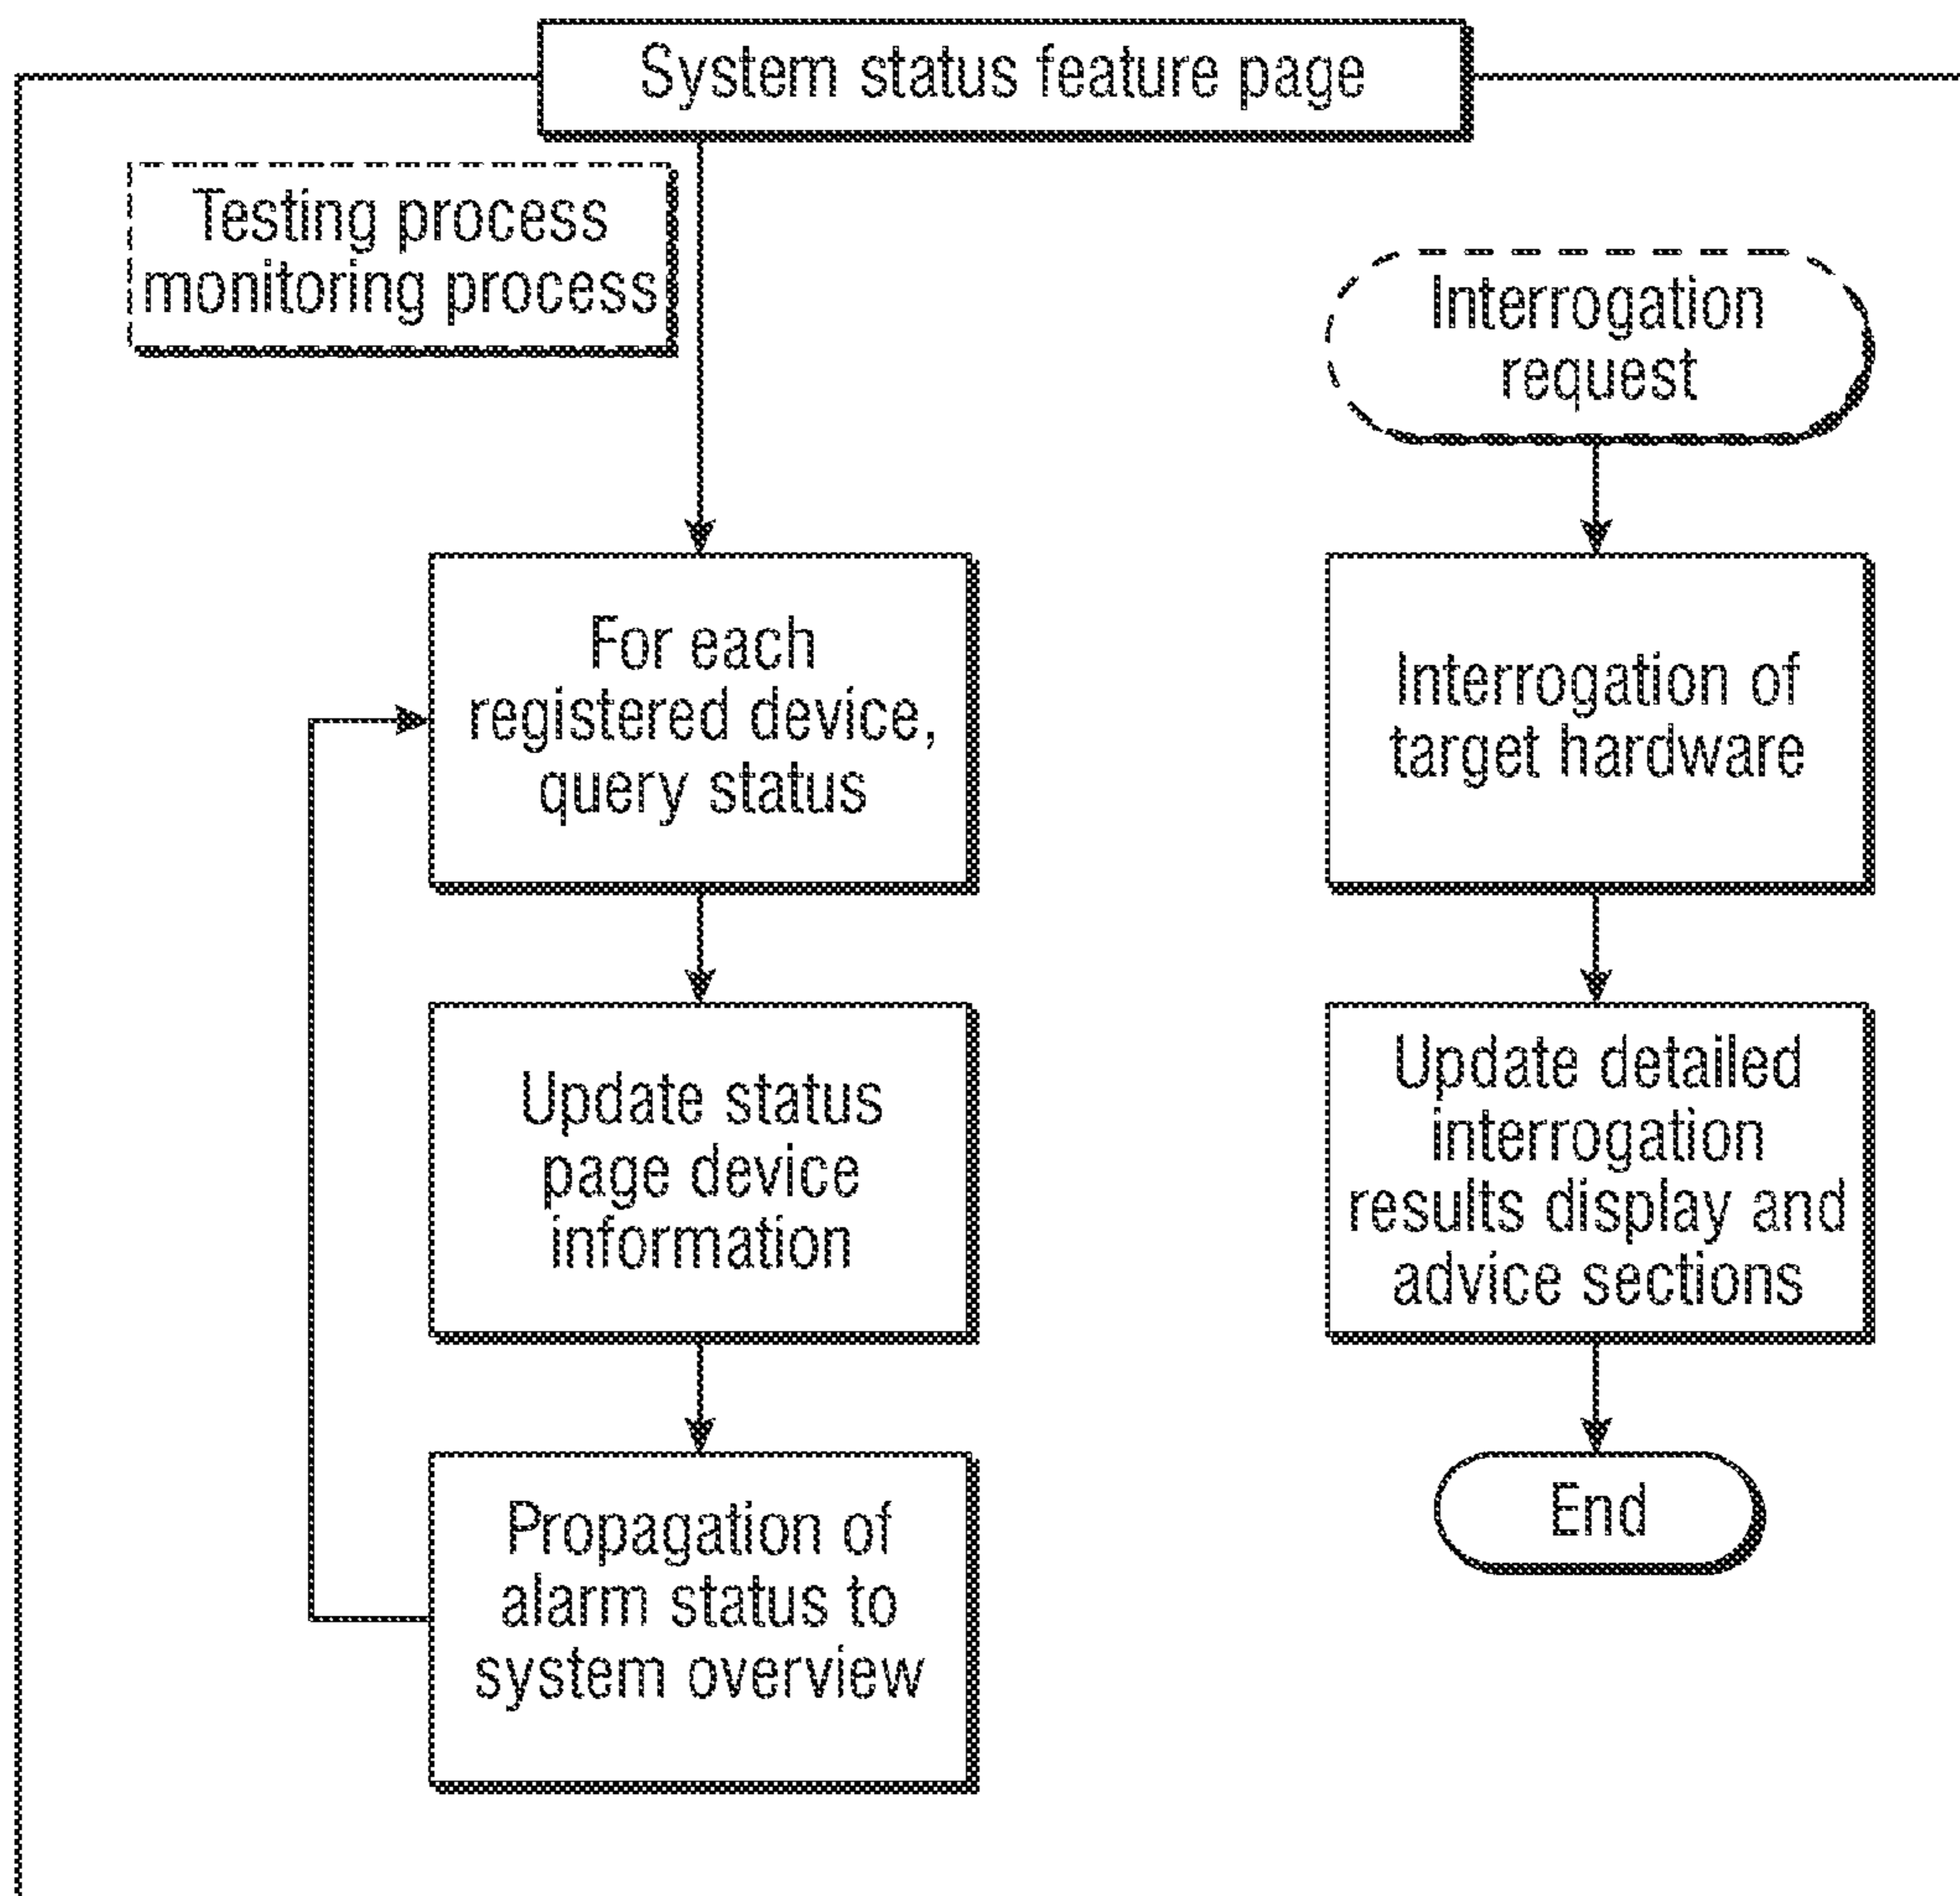 System status feature page
Testing process
monitoring process
For each
registered device,
query status
Update status
page device
information
Propagation of
alarm status to
system overview
Interrogation
request
Interrogation of
target hardware
Update detailed
interrogation
results display and
advice sections
End